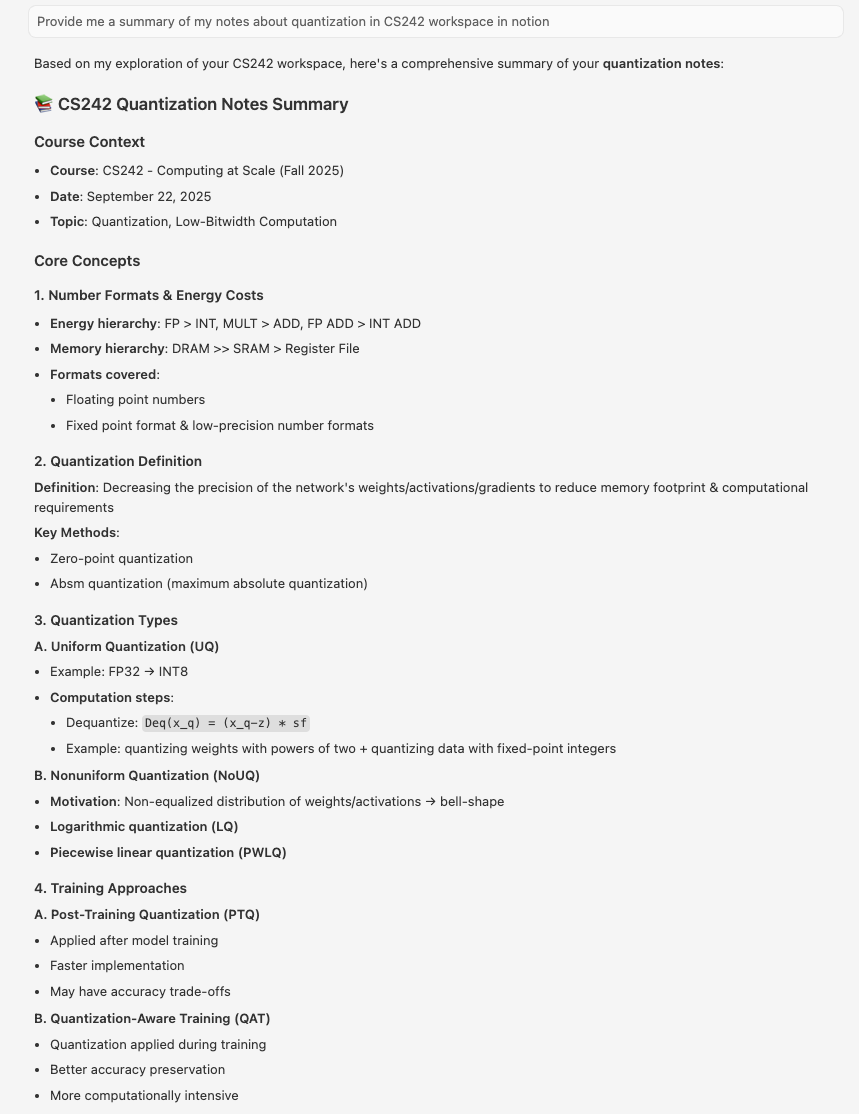 Provide me a summary of my notes about quantization in CS242 workspace in notion
Based on my exploration of your CS242 workspace, here's a comprehensive summary of your quantization notes:
📚 CS242 Quantization Notes Summary
Course Context
• Course: CS242 - Computing at Scale (Fall 2025)
• Date: September 22, 2025
• Topic: Quantization, Low-Bitwidth Computation
Core Concepts
1. Number Formats & Energy Costs
• Energy hierarchy: FP > INT, MULT > ADD, FP ADD > INT ADD
• Memory hierarchy: DRAM >> SRAM > Register File
• Formats covered:
• Floating point numbers
• Fixed point format & low-precision number formats
2. Quantization Definition
Definition: Decreasing the precision of the network's weights/activations/gradients to reduce memory footprint & computational
requirements
Key Methods:
• Zero-point quantization
• Absm quantization (maximum absolute quantization)
3. Quantization Types
A. Uniform Quantization (UQ)
• Example: FP32 → INT8
• Computation steps:
• Dequantize: Deq(x_q) = (x_q−z) * sf
• Example: quantizing weights with powers of two + quantizing data with fixed-point integers
B. Nonuniform Quantization (NoUQ)
• Motivation: Non-equalized distribution of weights/activations → bell-shape
• Logarithmic quantization (LQ)
• Piecewise linear quantization (PWLQ)
4. Training Approaches
A. Post-Training Quantization (PTQ)
• Applied after model training
• Faster implementation
• May have accuracy trade-offs
B. Quantization-Aware Training (QAT)
• Quantization applied during training
• Better accuracy preservation
• More computationally intensive